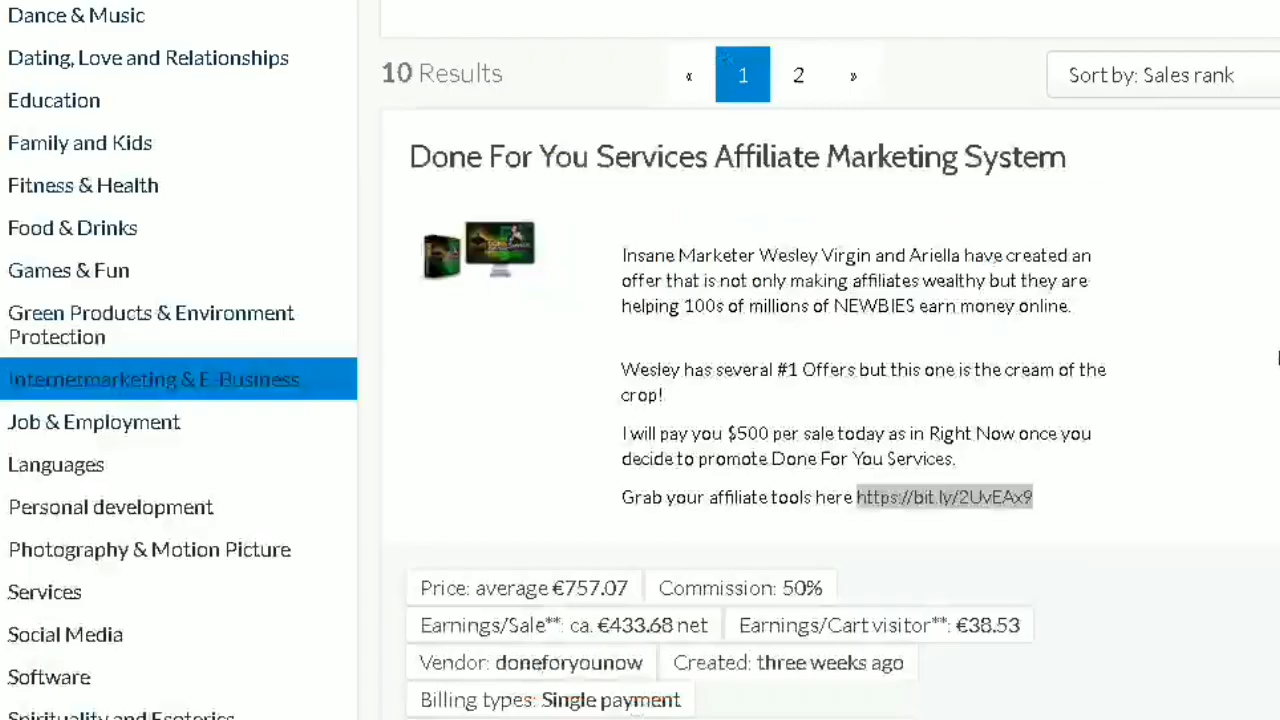 Dance & Music
Dating, Love and Relationships
Education
Family and Kids
Fitness & Health
Food & Drinks
Games & Fun
Green Products & Environment
Protection
Internetmarketing & E-Business
Job & Employment
Languages
Personal development
Photography & Motion Picture
Services
Social Media
Software
Spirituality and Esoterics
10 Results
« 1 2 »
Sort by: Sales rank
Done For You Services Affiliate Marketing System
Insane Marketer Wesley Virgin and Ariella have created an
offer that is not only making affiliates wealthy but they are
helping 100s of millions of NEWBIES earn money online.
Wesley has several #1 Offers but this one is the cream of the
crop!
I will pay you $500 per sale today as in Right Now once you
decide to promote Done For You Services.
Grab your affiliate tools here https://bit.ly/2UvEAx9
Price: average €757.07 Commission: 50%
Earnings/Sale**: ca. €433.68 net Earnings/Cart visitor**: €38.53
Vendor: doneforyounow Created: three weeks ago
Billing types: Single payment